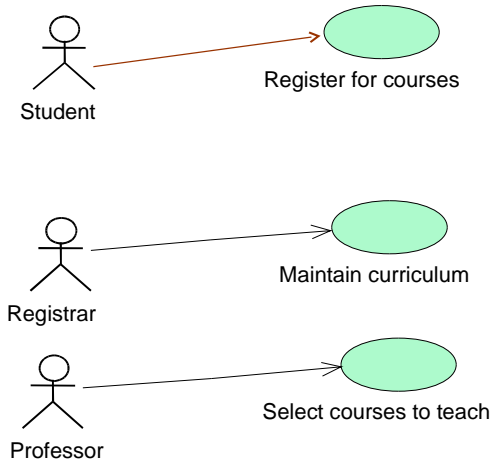 Register for courses
Student
Maintain curriculum
Registrar
Select courses to teach
Professor